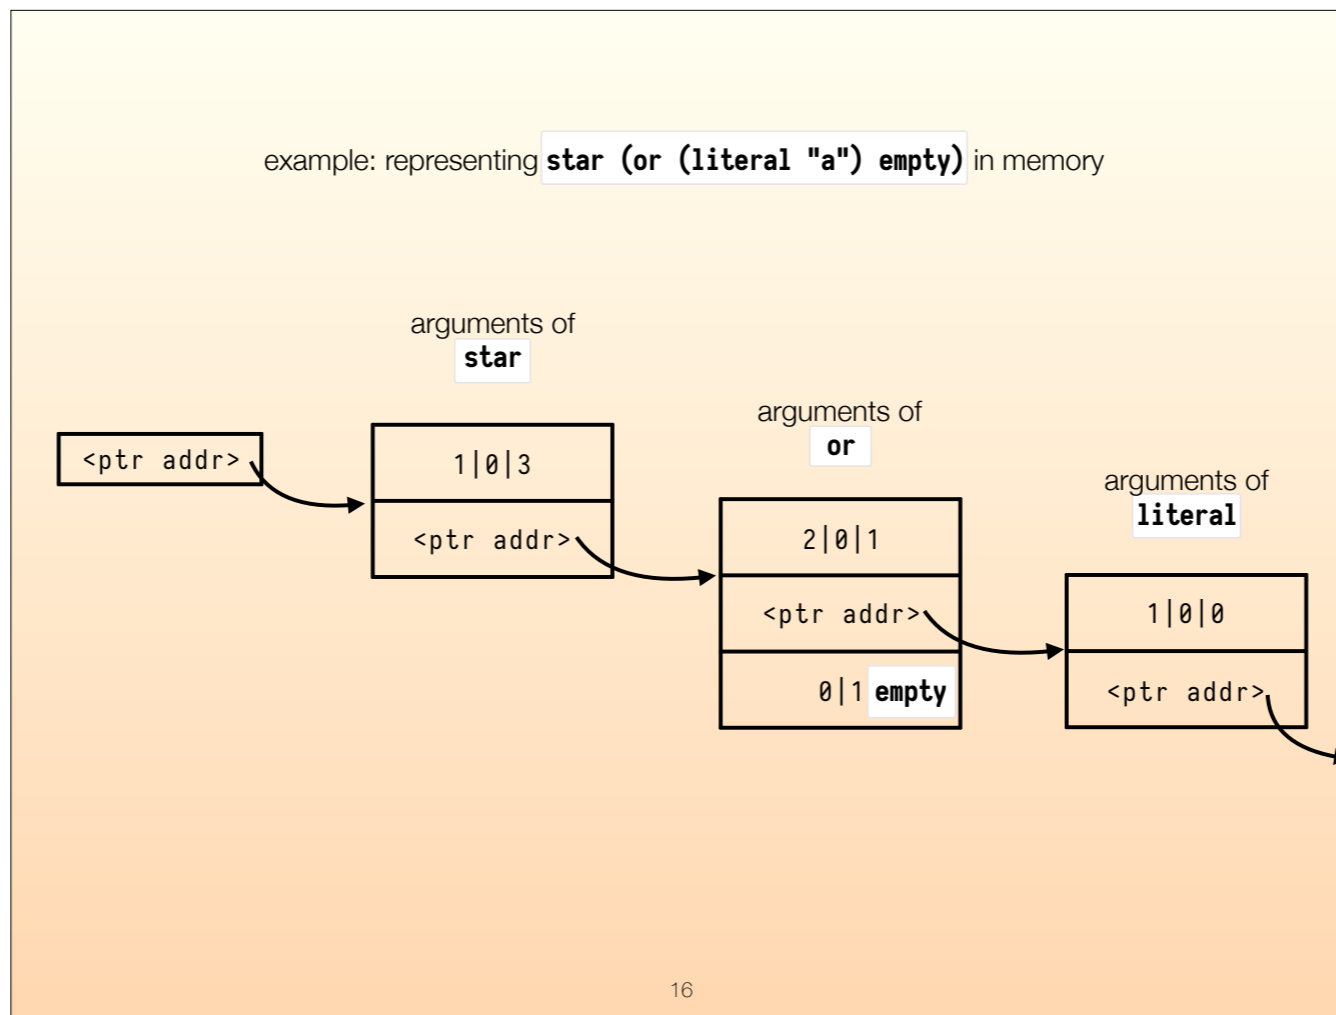 example: representing star (or (literal "a") empty) in memory
arguments of
star
<ptr addr>
1|0|3
<ptr addr>
arguments of
or
2|0|1
<ptr addr>
0|1 empty
arguments of
literal
1|0|0
<ptr addr>
16